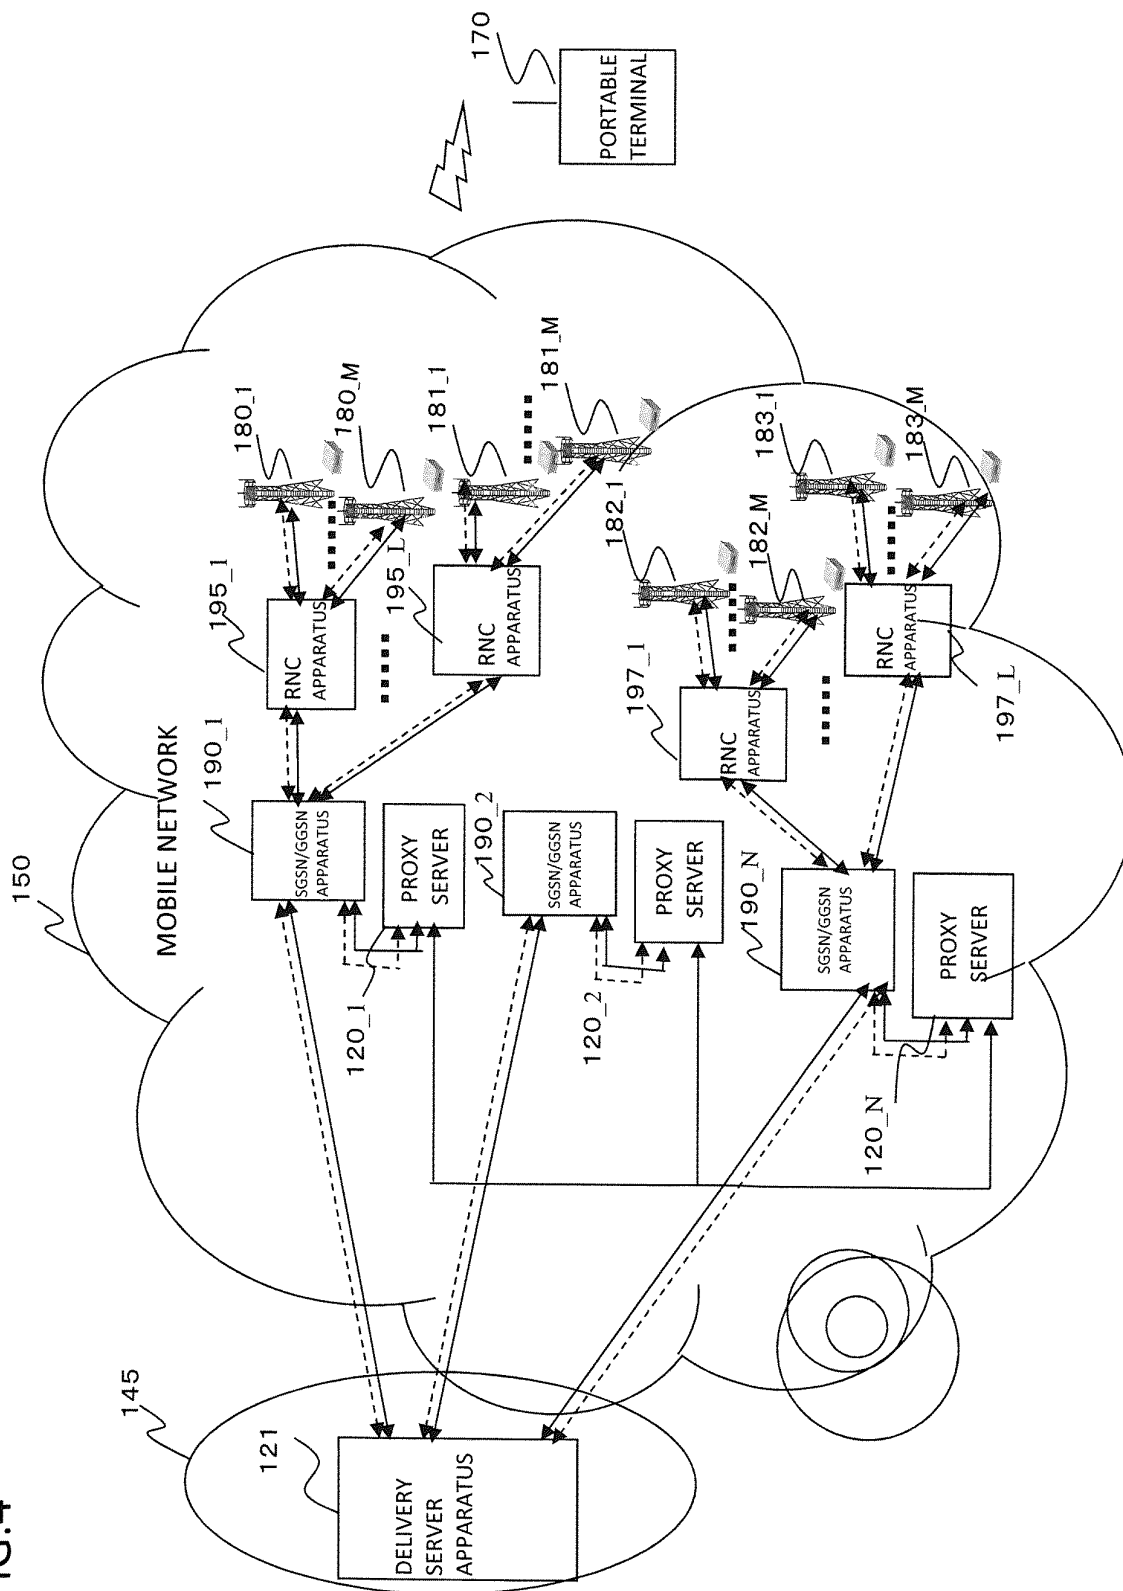 IG.4
170
PORTABLE
TERMINAL
150
MOBILE NETWORK
190_1
195_1
180_1
180_M
181_1
181_M
RNC
APPARATUS
195_L
RNC
APPARATUS
SGSN/GGSN
APPARATUS
PROXY
SERVER
120_1
190_2
SGSN/GGSN
APPARATUS
PROXY
SERVER
120_2
197_1
182_1
182_M
183_1
183_M
RNC
APPARATUS
RNC
APPARATUS
197_L
190_N
SGSN/GGSN
APPARATUS
PROXY
SERVER
120_N
145
121
DELIVERY
SERVER
APPARATUS